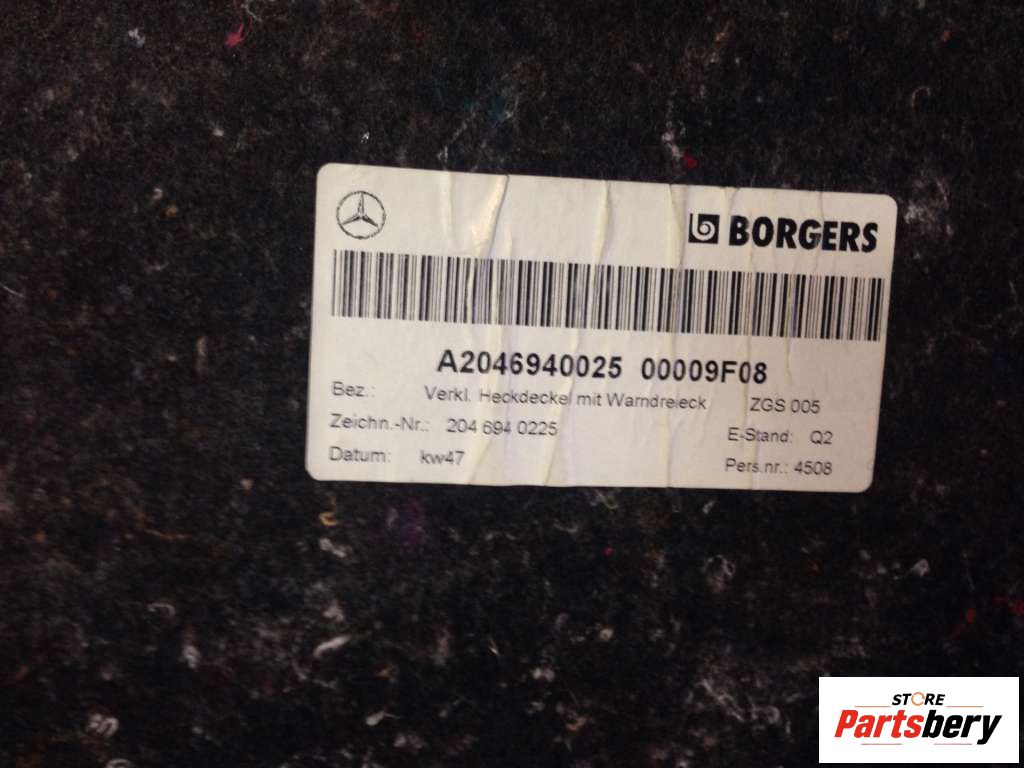 BORGERS
A2046940025 00009F08
Bez.: Verkl. Heckdeckel mit Warndreieck ZGS 005
Zeichn.-Nr.: 204 694 0225 E-Stand: Q2
Datum: kw47 Pers.nr.: 4508
STORE
Partsbery